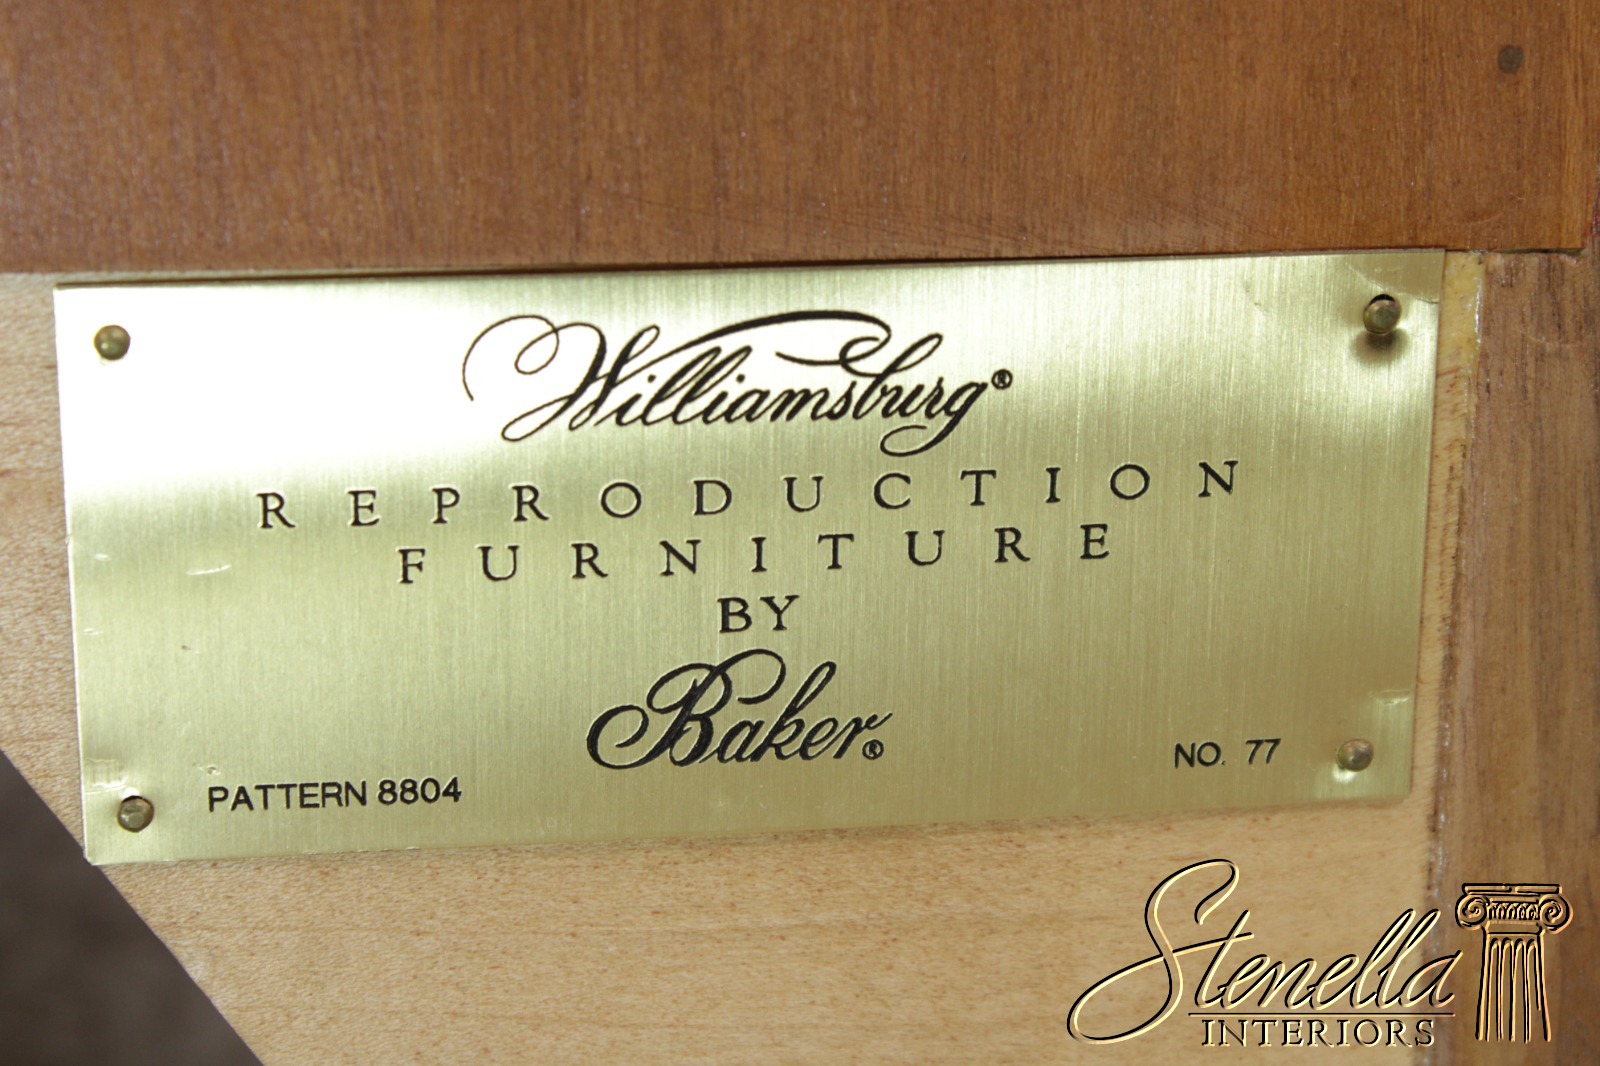 Williamsburg®
REPRODUCTION
FURNITURE
BY
Baker®
PATTERN 8804
NO. 77
Stenella
INTERIORS